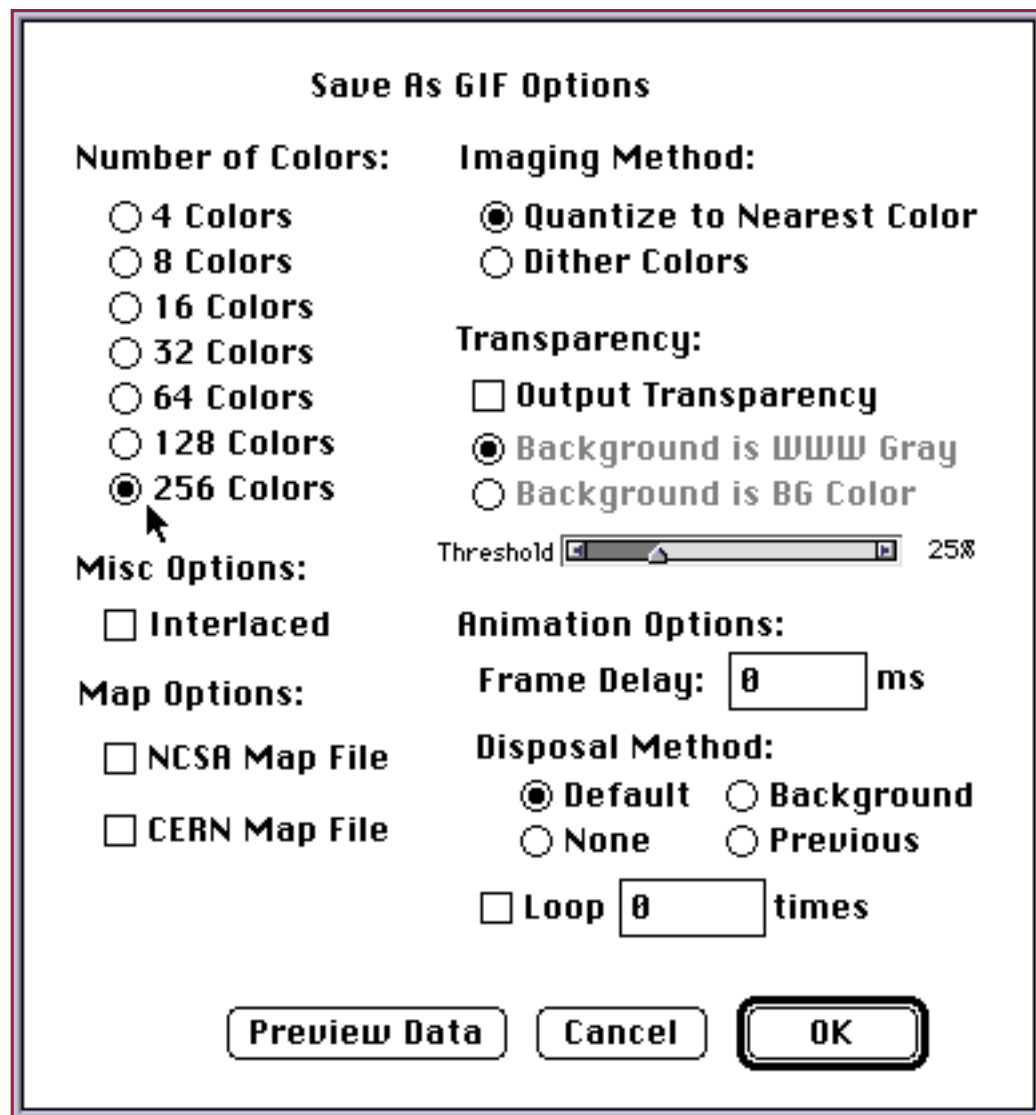 Save As GIF Options
Number of Colors:
4 Colors
8 Colors
16 Colors
32 Colors
64 Colors
128 Colors
256 Colors
Misc Options:
Interlaced
Map Options:
NCSA Map File
CERN Map File
Imaging Method:
Quantize to Nearest Color
Dither Colors
Transparency:
Output Transparency
Background is WWW Gray
Background is BG Color
Threshold 25%
Animation Options:
Frame Delay: 0 ms
Disposal Method:
Default Background
None Previous
Loop 0 times
Preview Data Cancel OK